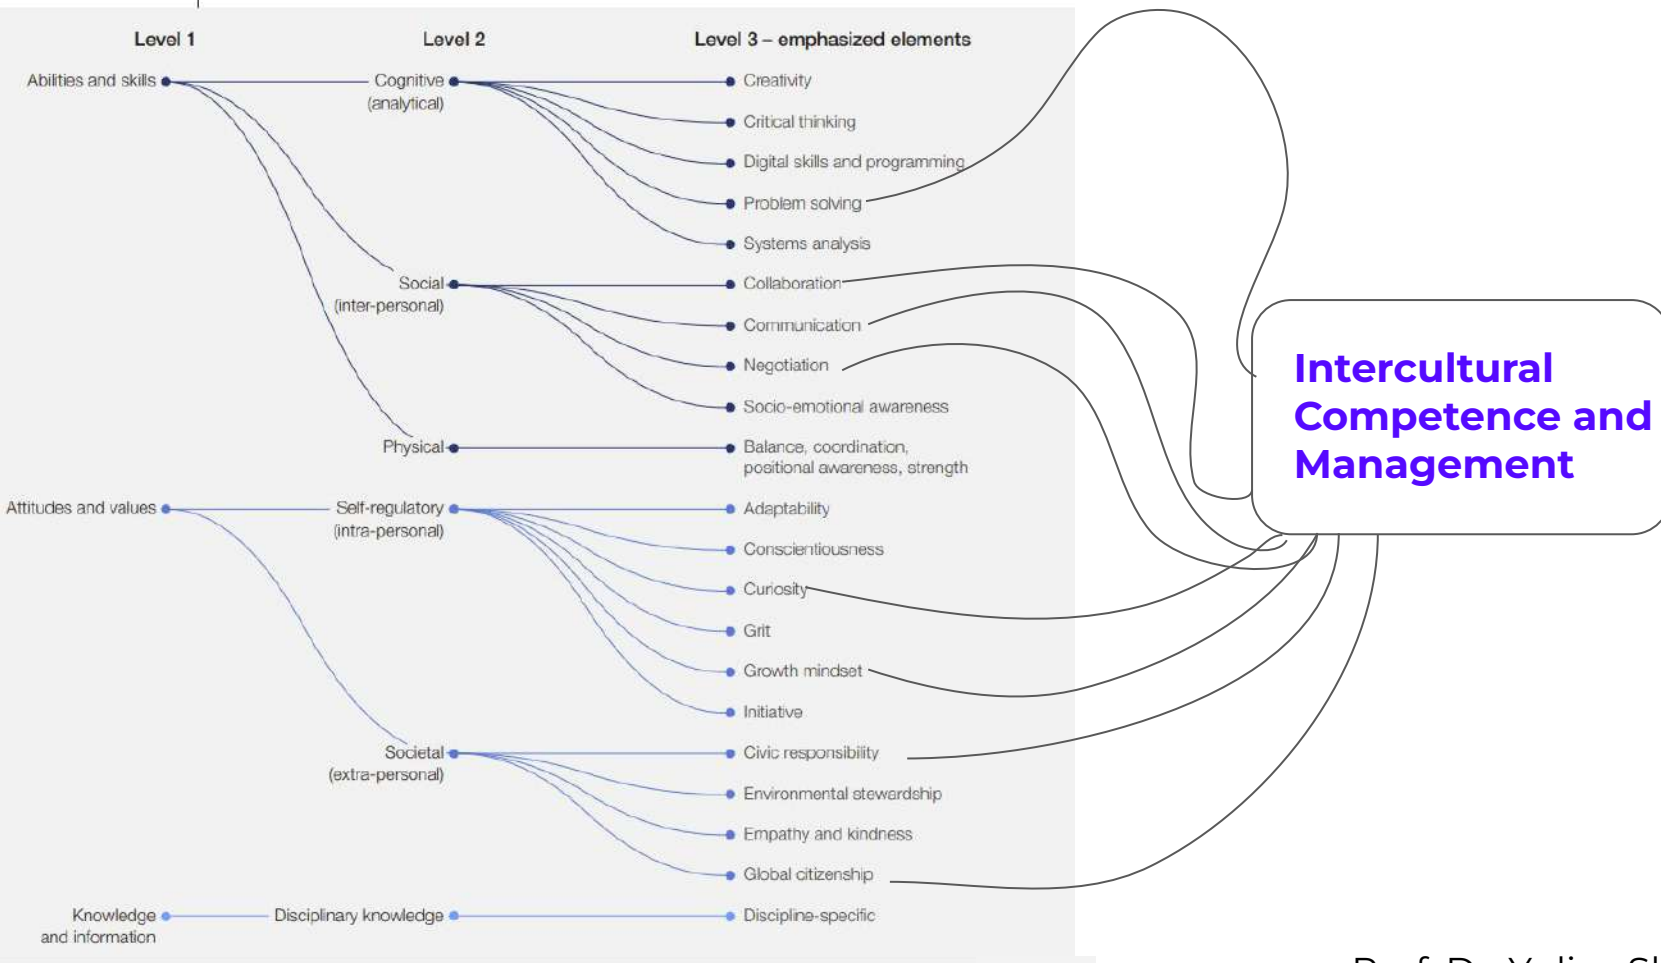 Level 1
Level 2
Level 3 – emphasized elements
Abilities and skills
Cognitive
(analytical)
Creativity
Critical thinking
Digital skills and programming
Problem solving
Systems analysis
Social
(inter-personal)
Collaboration
Communication
Negotiation
Socio-emotional awareness
Physical
Balance, coordination,
positional awareness, strength
Attitudes and values
Self-regulatory
(intra-personal)
Adaptability
Conscientiousness
Curiosity
Grit
Growth mindset
Initiative
Societal
(extra-personal)
Civic responsibility
Environmental stewardship
Empathy and kindness
Global citizenship
Knowledge
and information
Disciplinary knowledge
Discipline-specific
Intercultural
Competence and
Management